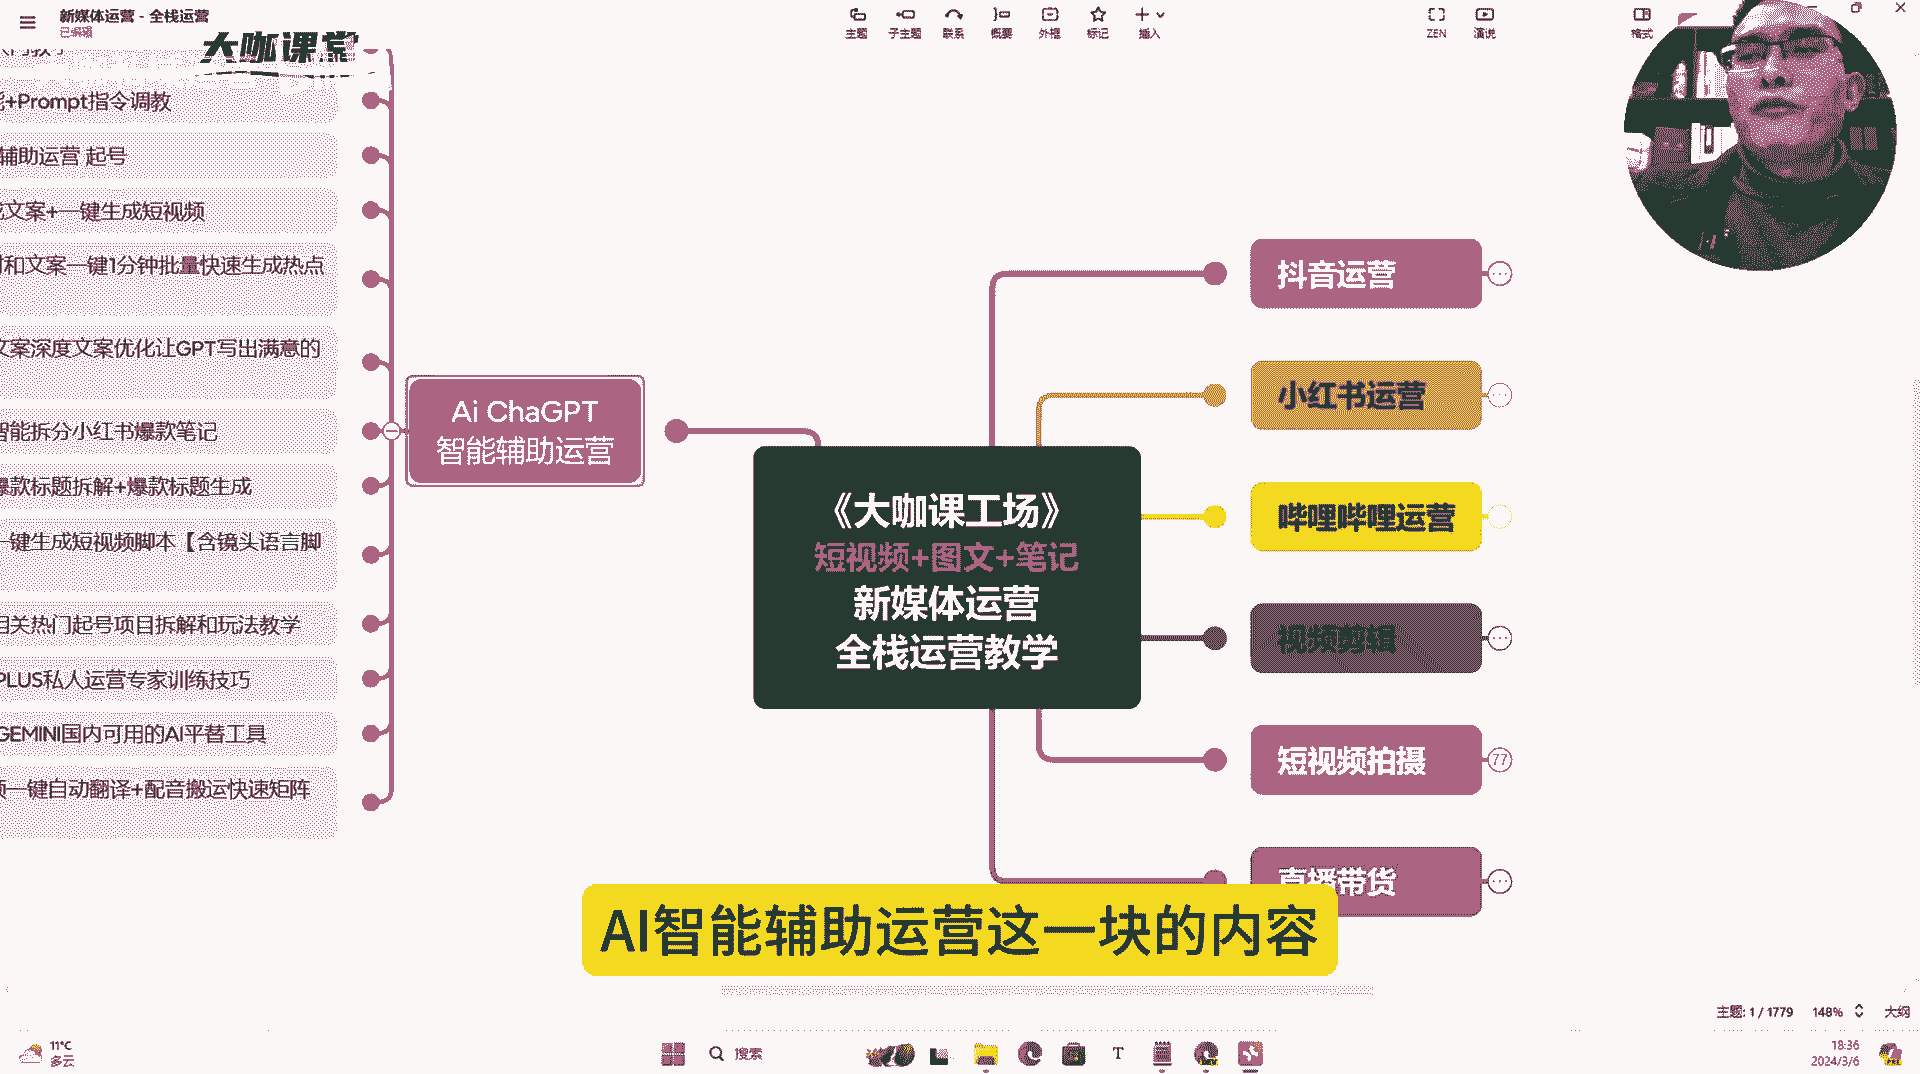 新媒体运营 - 全栈运营
已编辑
主题
子主题
联系
概要
外框
标记
插入
ZEN
演说
格式
大咖课堂
+Prompt指令调教
辅助运营 起号
文案+一键生成短视频
和文案一键1分钟批量快速生成热点
文案深度文案优化让GPT写出满意的
智能拆分小红书爆款笔记
爆款标题拆解+爆款标题生成
一键生成短视频脚本【含镜头语言脚
相关热门起号项目拆解和玩法教学
PLUS私人运营专家训练技巧
GEMINI国内可用的AI平替工具
一键自动翻译+配音搬运快速矩阵
Ai ChaGPT
智能辅助运营
《大咖课工场》
短视频+图文+笔记
新媒体运营
全栈运营教学
抖音运营
小红书运营
哔哩哔哩运营
视频剪辑
短视频拍摄
77
直播带货
AI智能辅助运营这一块的内容
主题: 1 / 1779
148%
大纲
11°C
多云
搜索
18:36
2024/3/6